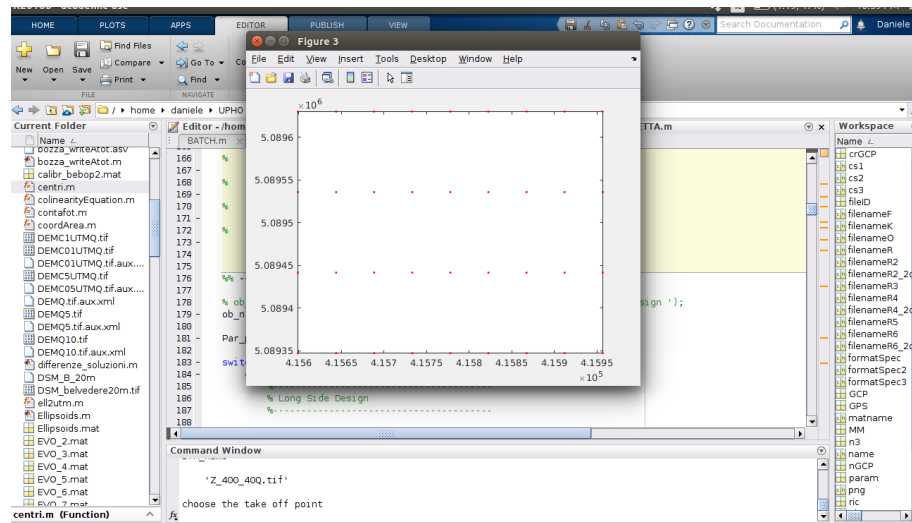 HOME PLOTS APPS EDITOR PUBLISH VIEW
Search Documentation
Daniele
New Open Save
Find Files
Compare
Print
FILE
Go To
Find
NAVIGATE
Figure 3
File Edit View Insert Tools Desktop Window Help
×10⁶
5.0896
5.08955
5.0895
5.08945
5.0894
5.08935
4.156 4.1565 4.157 4.1575 4.158 4.1585 4.159 4.1595
×10⁵
/ home daniele
Current Folder
Name
bozza_writeAtot.asv
bozza_writeAtot.m
calibr_bebop2.mat
centri.m
colinearityEquation.m
contafot.m
coordArea.m
DEMC1UTMQ.tif
DEMC01UTMQ.tif
DEMC01UTMQ.tif.aux....
DEMC5UTMQ.tif
DEMC05UTMQ.tif.aux....
DEMQ.tif.aux.xml
DEMQ5.tif
DEMQ5.tif.aux.xml
DEMQ10.tif
DEMQ10.tif.aux.xml
differenze_soluzioni.m
DSM_B_20m
DSM_belvedere20m.tif
ell2utm.m
Ellipsoids.m
Ellipsoids.mat
EVO_2.mat
EVO_3.mat
EVO_4.mat
EVO_5.mat
EVO_6.mat
EVO_7.mat
centri.m (Function)
BATCH.m
166 %
167 -
168 - %
169 -
170 - %
171 -
172 - %
173 -
174
175
176 %% -
177
178 % ob ign ');
179 - ob_n
180
181 - Par_
182
183 - swit
184 -
185
186 % Long Side Design
187 %----------------------------------------
188
Command Window
'Z_400_40Q.tif'
choose the take off point
fx
Workspace
Name
crGCP
cs1
cs2
cs3
fileID
filenameF
filenameK
filenameO
filenameR
filenameR2
filenameR3
filenameR4
filenameR5
filenameR6
formatSpec
formatSpec2
formatSpec3
GCP
GPS
matname
MM
n3
name
nGCP
param
png
ric